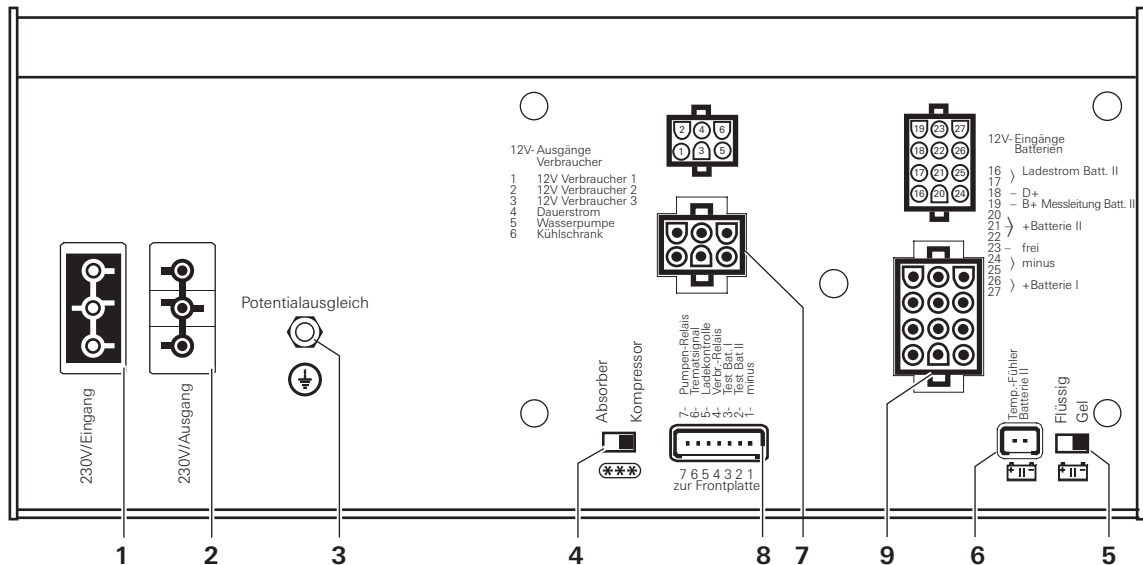 2 4 6
1 3 5
12V- Ausgänge
Verbraucher
1 12V Verbraucher 1
2 12V Verbraucher 2
3 12V Verbraucher 3
4 Dauerstrom
5 Wasserpumpe
6 Kühlschrank
19 23 27
18 22 26
17 21 25
16 20 24
12V- Eingänge
Batterien
16
17 Ladestrom Batt. II
18 – D+
19 – B+ Messleitung Batt. II
20
21 +Batterie II
22
23 – frei
24
25 minus
26
27 +Batterie I
230V/Eingang
230V/Ausgang
Potentialausgleich
Absorber
Kompressor
(***)
7- Pumpen-Relais
6- Trematsignal
5- Ladekontrolle
4- Verbr.-Relais
3- Test Bat. I
2- Test Bat II
1- minus
7 6 5 4 3 2 1
zur Frontplatte
Temp.-Fühler
Batterie II
+ II -
Flüssig
Gel
+ II -
1 2 3 4 8 7 9 6 5